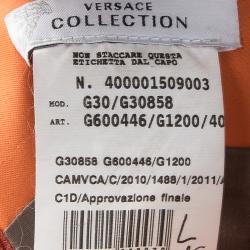 VERSACE
COLLECTION
NON STACCARE QUESTA
ETICHETTA DAL CAPO
N. 400001509003
MOD. G30/G30858
ART. G600446/G1200/40
G30858 G600446/G1200
CAMVCA/C/2010/1488/1/2011/A
C1D/Approvazione finale
L